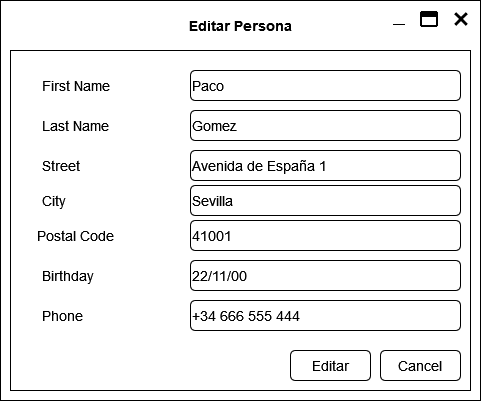 Editar Persona
First Name Paco
Last Name Gomez
Street Avenida de España 1
City Sevilla
Postal Code 41001
Birthday 22/11/00
Phone +34 666 555 444
Editar Cancel